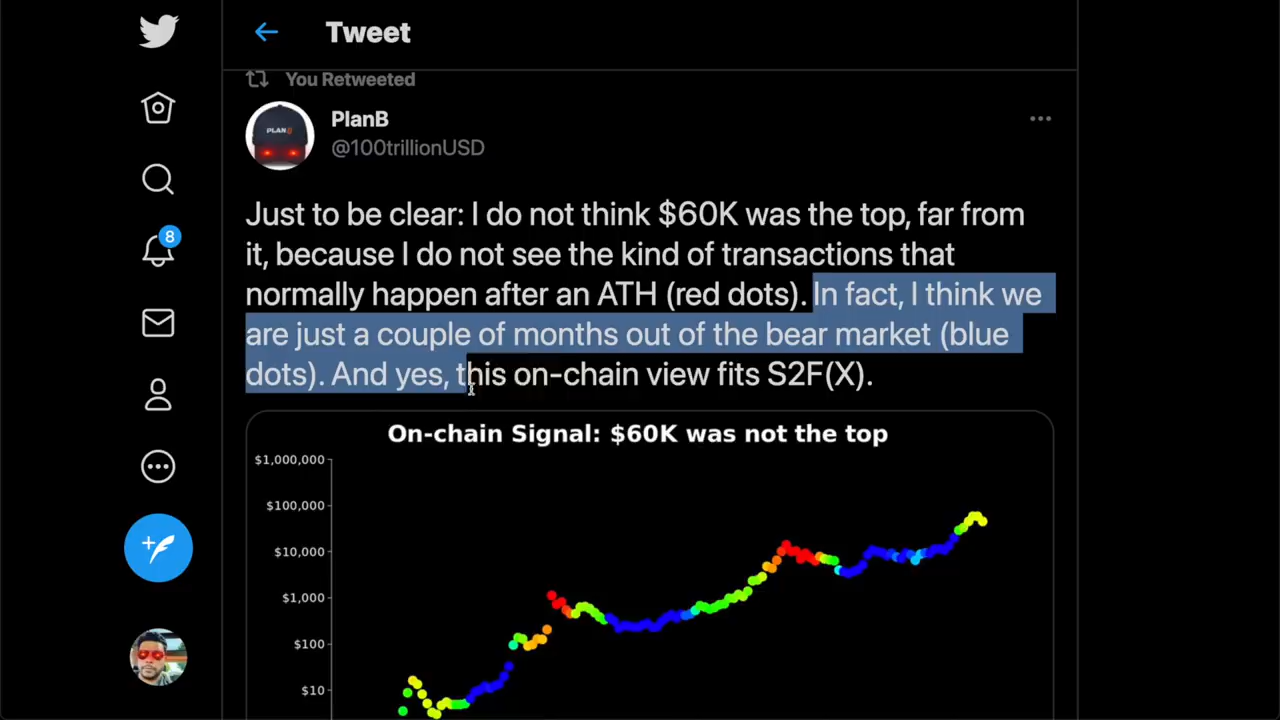 Tweet
You Retweeted
PLANB
PlanB
@100trillionUSD
Just to be clear: I do not think $60K was the top, far from
it, because I do not see the kind of transactions that
normally happen after an ATH (red dots). In fact, I think we
are just a couple of months out of the bear market (blue
dots). And yes, this on-chain view fits S2F(X).
8
On-chain Signal: $60K was not the top
$1,000,000
$100,000
$10,000
$1,000
$100
$10